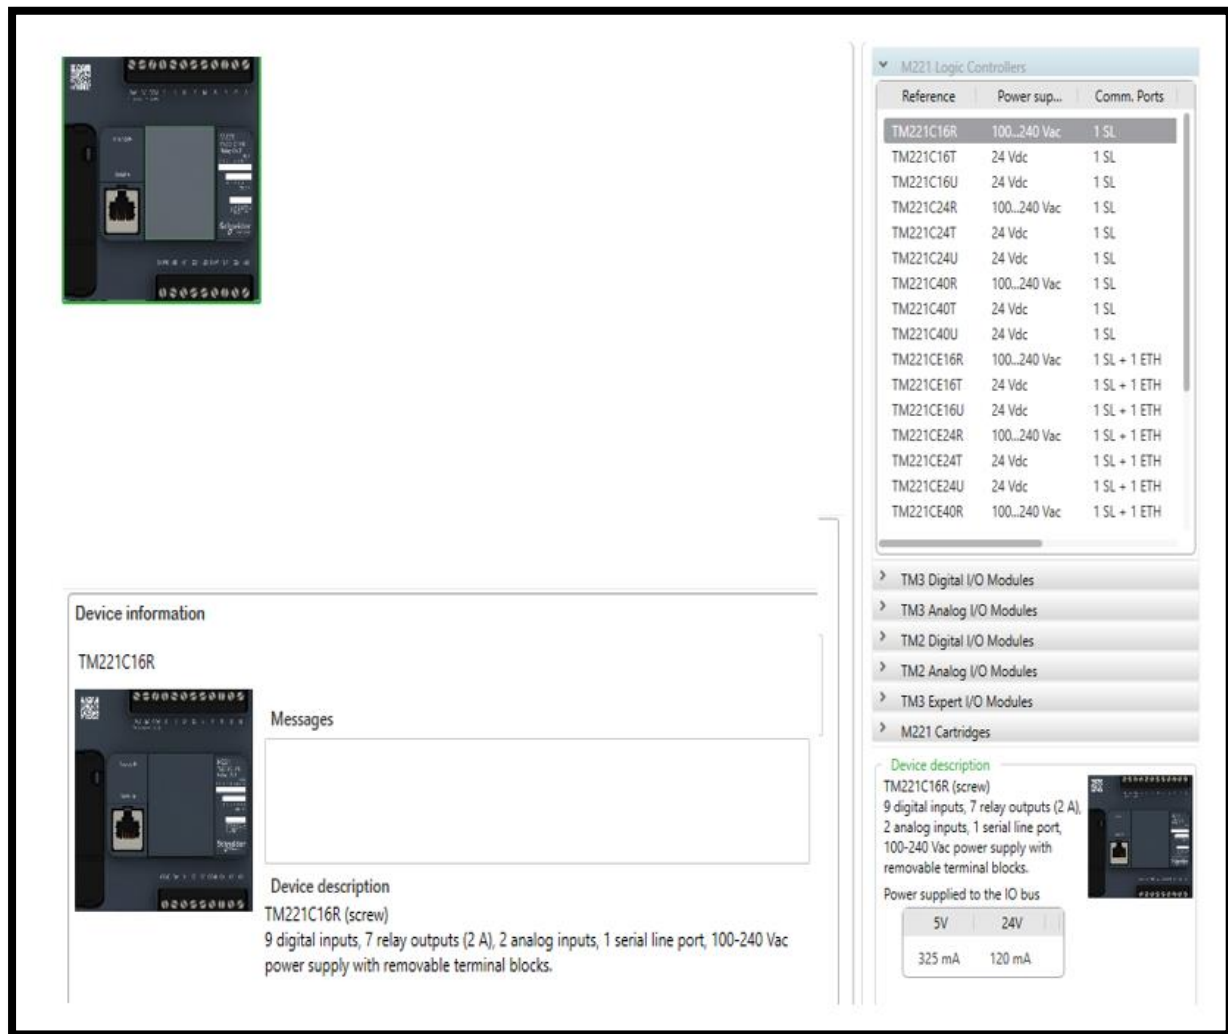 Schneider
Device information
TM221C16R
Messages
Schneider
Device description
TM221C16R (screw)
9 digital inputs, 7 relay outputs (2 A), 2 analog inputs, 1 serial line port, 100-240 Vac
power supply with removable terminal blocks.
M221 Logic Controllers
Reference Power sup... Comm. Ports
TM221C16R 100...240 Vac 1 SL
TM221C16T 24 Vdc 1 SL
TM221C16U 24 Vdc 1 SL
TM221C24R 100...240 Vac 1 SL
TM221C24T 24 Vdc 1 SL
TM221C24U 24 Vdc 1 SL
TM221C40R 100...240 Vac 1 SL
TM221C40T 24 Vdc 1 SL
TM221C40U 24 Vdc 1 SL
TM221CE16R 100...240 Vac 1 SL + 1 ETH
TM221CE16T 24 Vdc 1 SL + 1 ETH
TM221CE16U 24 Vdc 1 SL + 1 ETH
TM221CE24R 100...240 Vac 1 SL + 1 ETH
TM221CE24T 24 Vdc 1 SL + 1 ETH
TM221CE24U 24 Vdc 1 SL + 1 ETH
TM221CE40R 100...240 Vac 1 SL + 1 ETH
TM3 Digital I/O Modules
TM3 Analog I/O Modules
TM2 Digital I/O Modules
TM2 Analog I/O Modules
TM3 Expert I/O Modules
M221 Cartridges
Device description
TM221C16R (screw)
9 digital inputs, 7 relay outputs (2 A),
2 analog inputs, 1 serial line port,
100-240 Vac power supply with
removable terminal blocks.
Power supplied to the IO bus
5V 24V
325 mA 120 mA